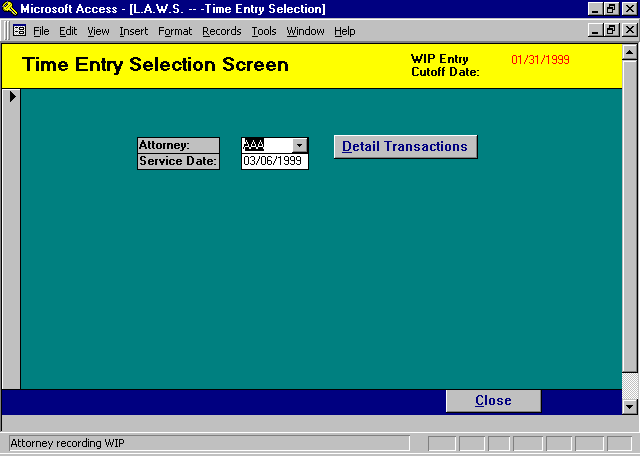 Microsoft Access - [L.A.W.S. -- -Time Entry Selection]
File Edit View Insert Format Records Tools Window Help
Time Entry Selection Screen
WIP Entry 01/31/1999
Cutoff Date:
Attorney: AAA Detail Transactions
Service Date: 03/06/1999
Close
Attorney recording WIP